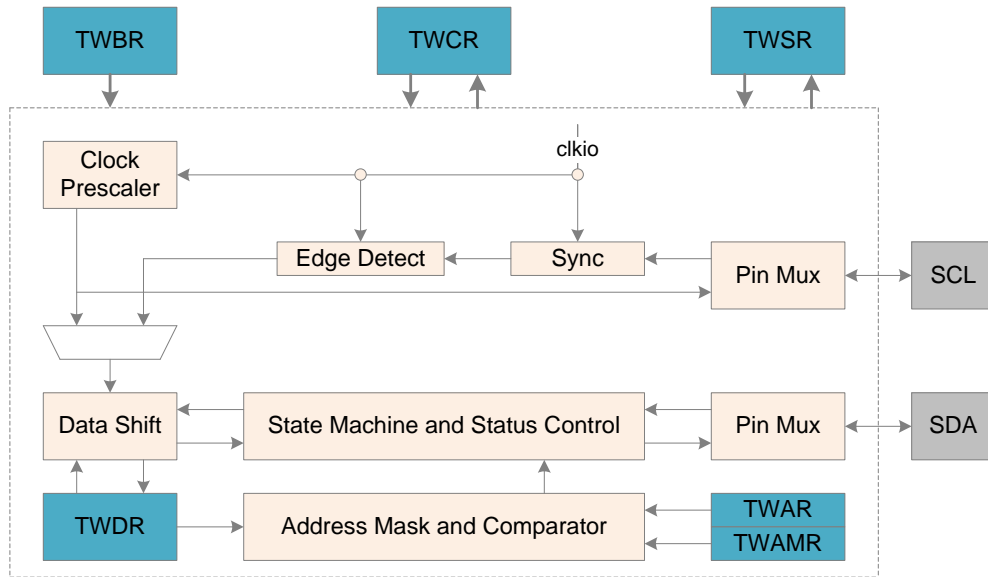 TWBR
TWCR
TWSR
clkio
Clock
Prescaler
Edge Detect
Sync
Pin Mux
SCL
Data Shift
State Machine and Status Control
Pin Mux
SDA
TWDR
Address Mask and Comparator
TWAR
TWAMR